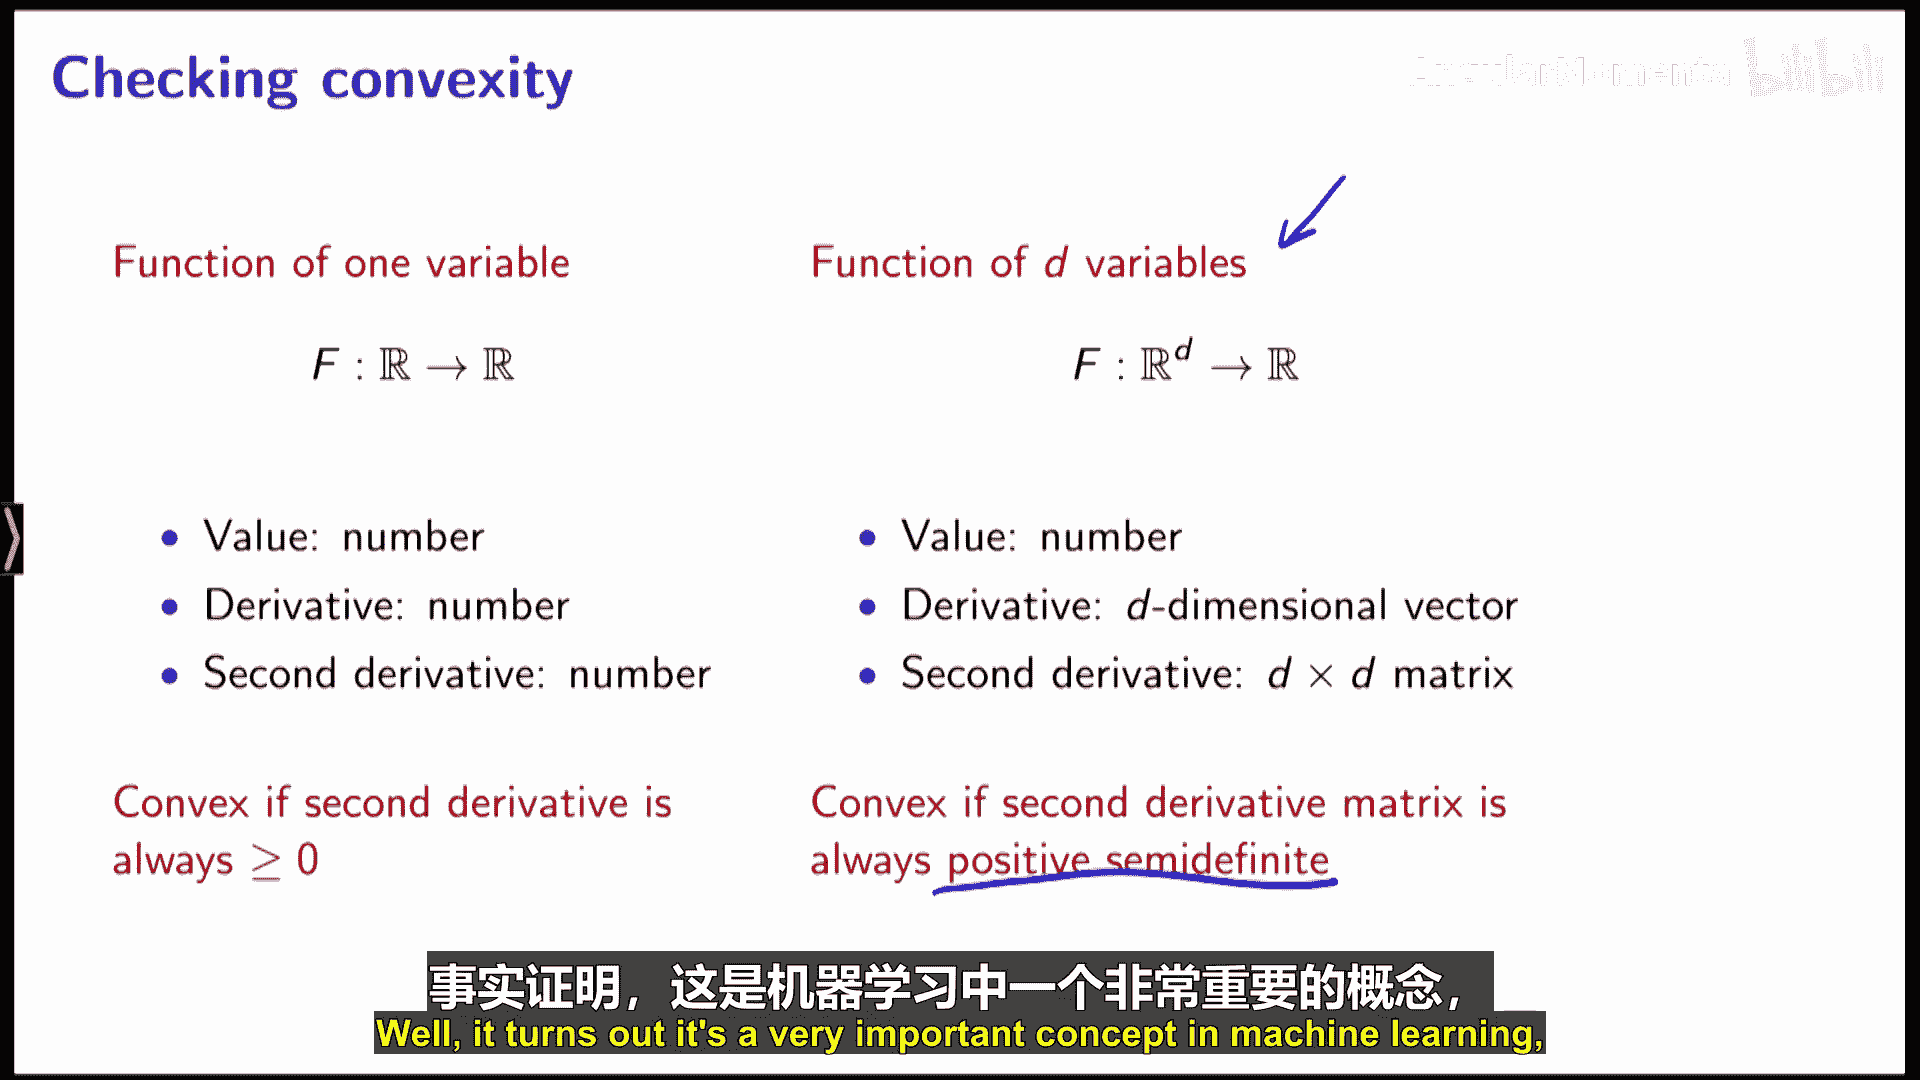 Checking convexity
bilibili
Function of one variable
F : ℝ → ℝ
• Value: number
• Derivative: number
• Second derivative: number
Convex if second derivative is
always ≥ 0
Function of d variables
F : ℝᵈ → ℝ
• Value: number
• Derivative: d-dimensional vector
• Second derivative: d × d matrix
Convex if second derivative matrix is
always positive semidefinite
事实证明，这是机器学习中一个非常重要的概念，
Well, it turns out it's a very important concept in machine learning,